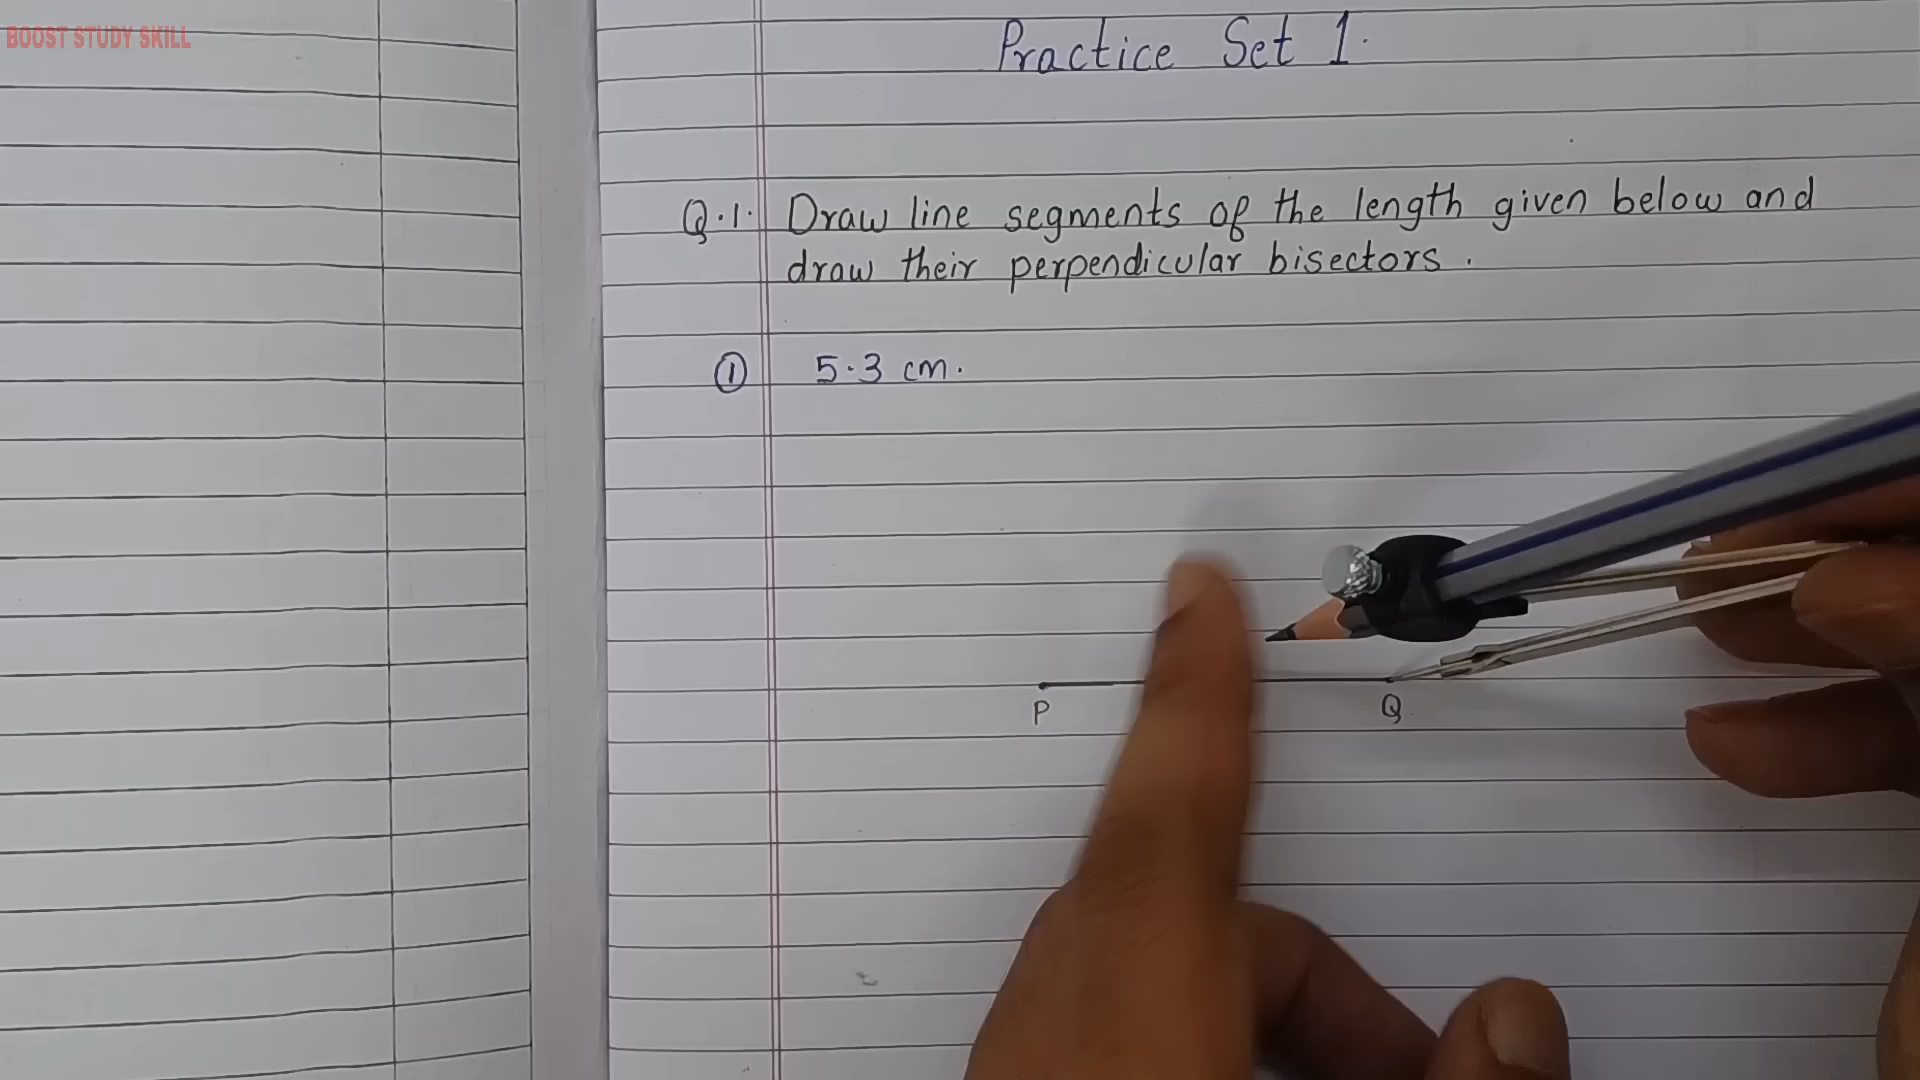 BOOST STUDY SKILL
Practice Set 1.
Q.1. Draw line segments of the length given below and
draw their perpendicular bisectors.
① 5.3 cm.
P Q